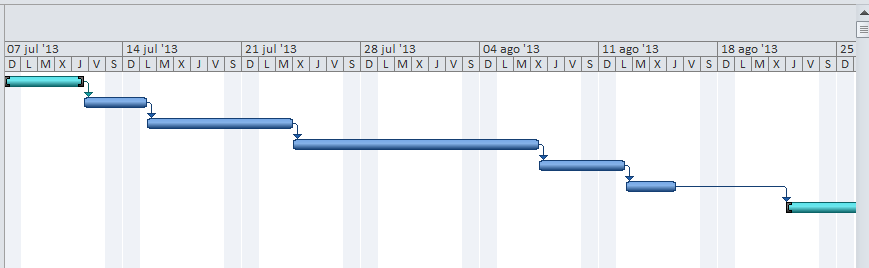 07 jul '13 14 jul '13 21 jul '13 28 jul '13 04 ago '13 11 ago '13 18 ago '13 25
D L M X J V S D L M X J V S D L M X J V S D L M X J V S D L M X J V S D L M X J V S D L M X J V S D